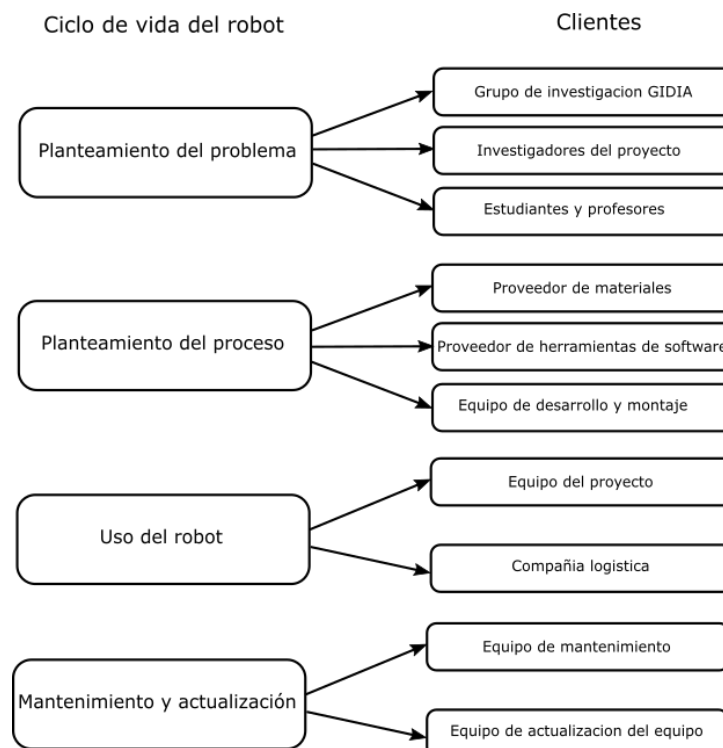 Ciclo de vida del robot
Clientes
Planteamiento del problema
Grupo de investigacion GIDIA
Investigadores del proyecto
Estudiantes y profesores
Planteamiento del proceso
Proveedor de materiales
Proveedor de herramientas de software
Equipo de desarrollo y montaje
Uso del robot
Equipo del proyecto
Compañia logistica
Mantenimiento y actualización
Equipo de mantenimiento
Equipo de actualizacion del equipo